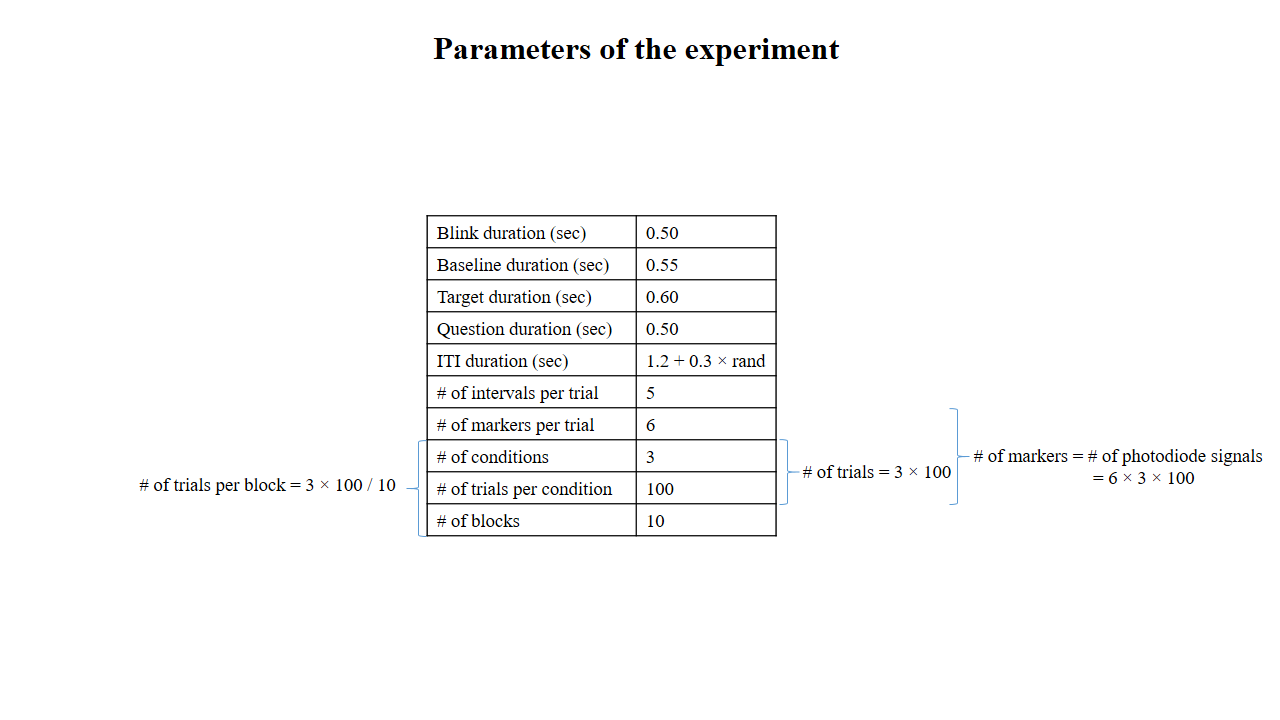 Parameters of the experiment
Blink duration (sec) 0.50
Baseline duration (sec) 0.55
Target duration (sec) 0.60
Question duration (sec) 0.50
ITI duration (sec) 1.2 + 0.3 × rand
# of intervals per trial 5
# of markers per trial 6
# of conditions 3
# of trials per condition 100
# of blocks 10
# of trials per block = 3 × 100 / 10
# of trials = 3 × 100
# of markers = # of photodiode signals
= 6 × 3 × 100